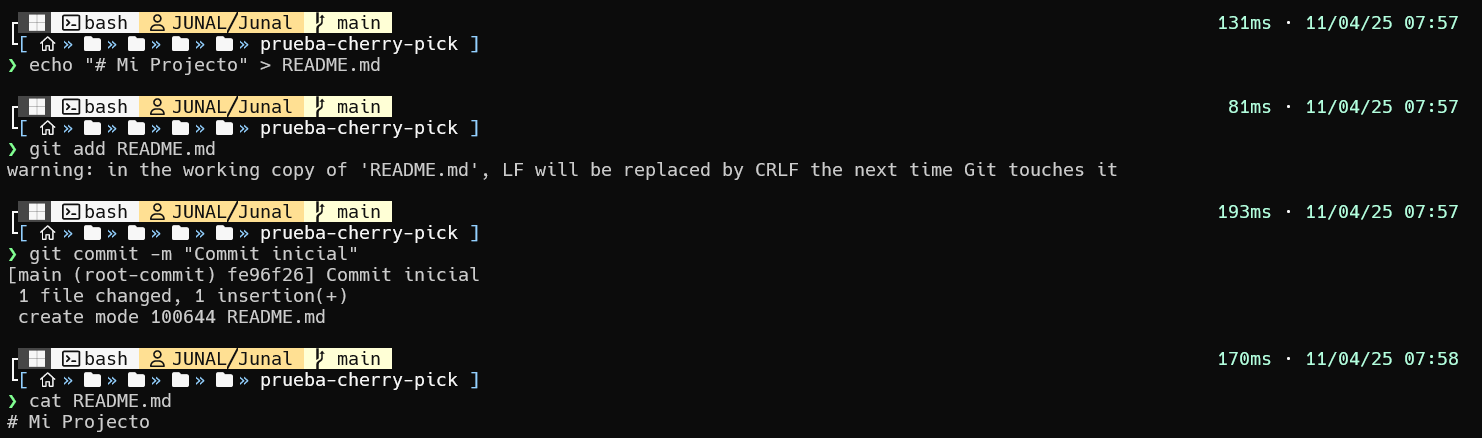 bash JUNAL/Junal main 131ms · 11/04/25 07:57
[ » » » » » prueba-cherry-pick ]
❯ echo "# Mi Projecto" > README.md
bash JUNAL/Junal main 81ms · 11/04/25 07:57
[ » » » » » prueba-cherry-pick ]
❯ git add README.md
warning: in the working copy of 'README.md', LF will be replaced by CRLF the next time Git touches it
bash JUNAL/Junal main 193ms · 11/04/25 07:57
[ » » » » » prueba-cherry-pick ]
❯ git commit -m "Commit inicial"
[main (root-commit) fe96f26] Commit inicial
1 file changed, 1 insertion(+)
create mode 100644 README.md
bash JUNAL/Junal main 170ms · 11/04/25 07:58
[ » » » » » prueba-cherry-pick ]
❯ cat README.md
# Mi Projecto